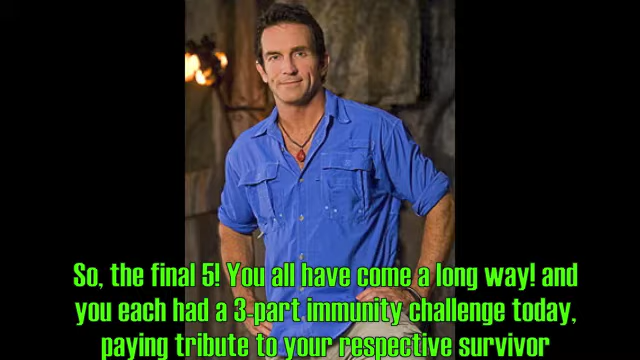 So, the final 5! You all have come a long way! and
you each had a 3-part immunity challenge today,
paying tribute to your respective survivor